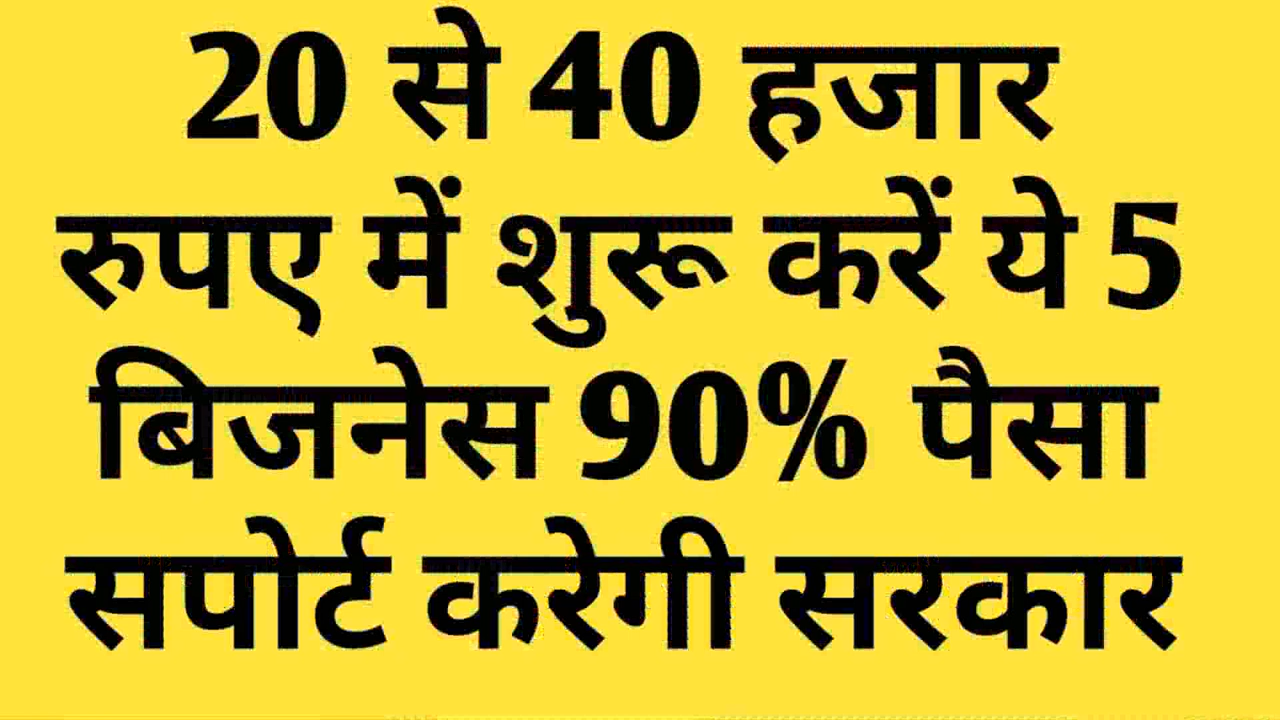 20 से 40 हजार
रुपए में शुरू करें ये 5
बिजनेस 90% पैसा
सपोर्ट करेगी सरकार